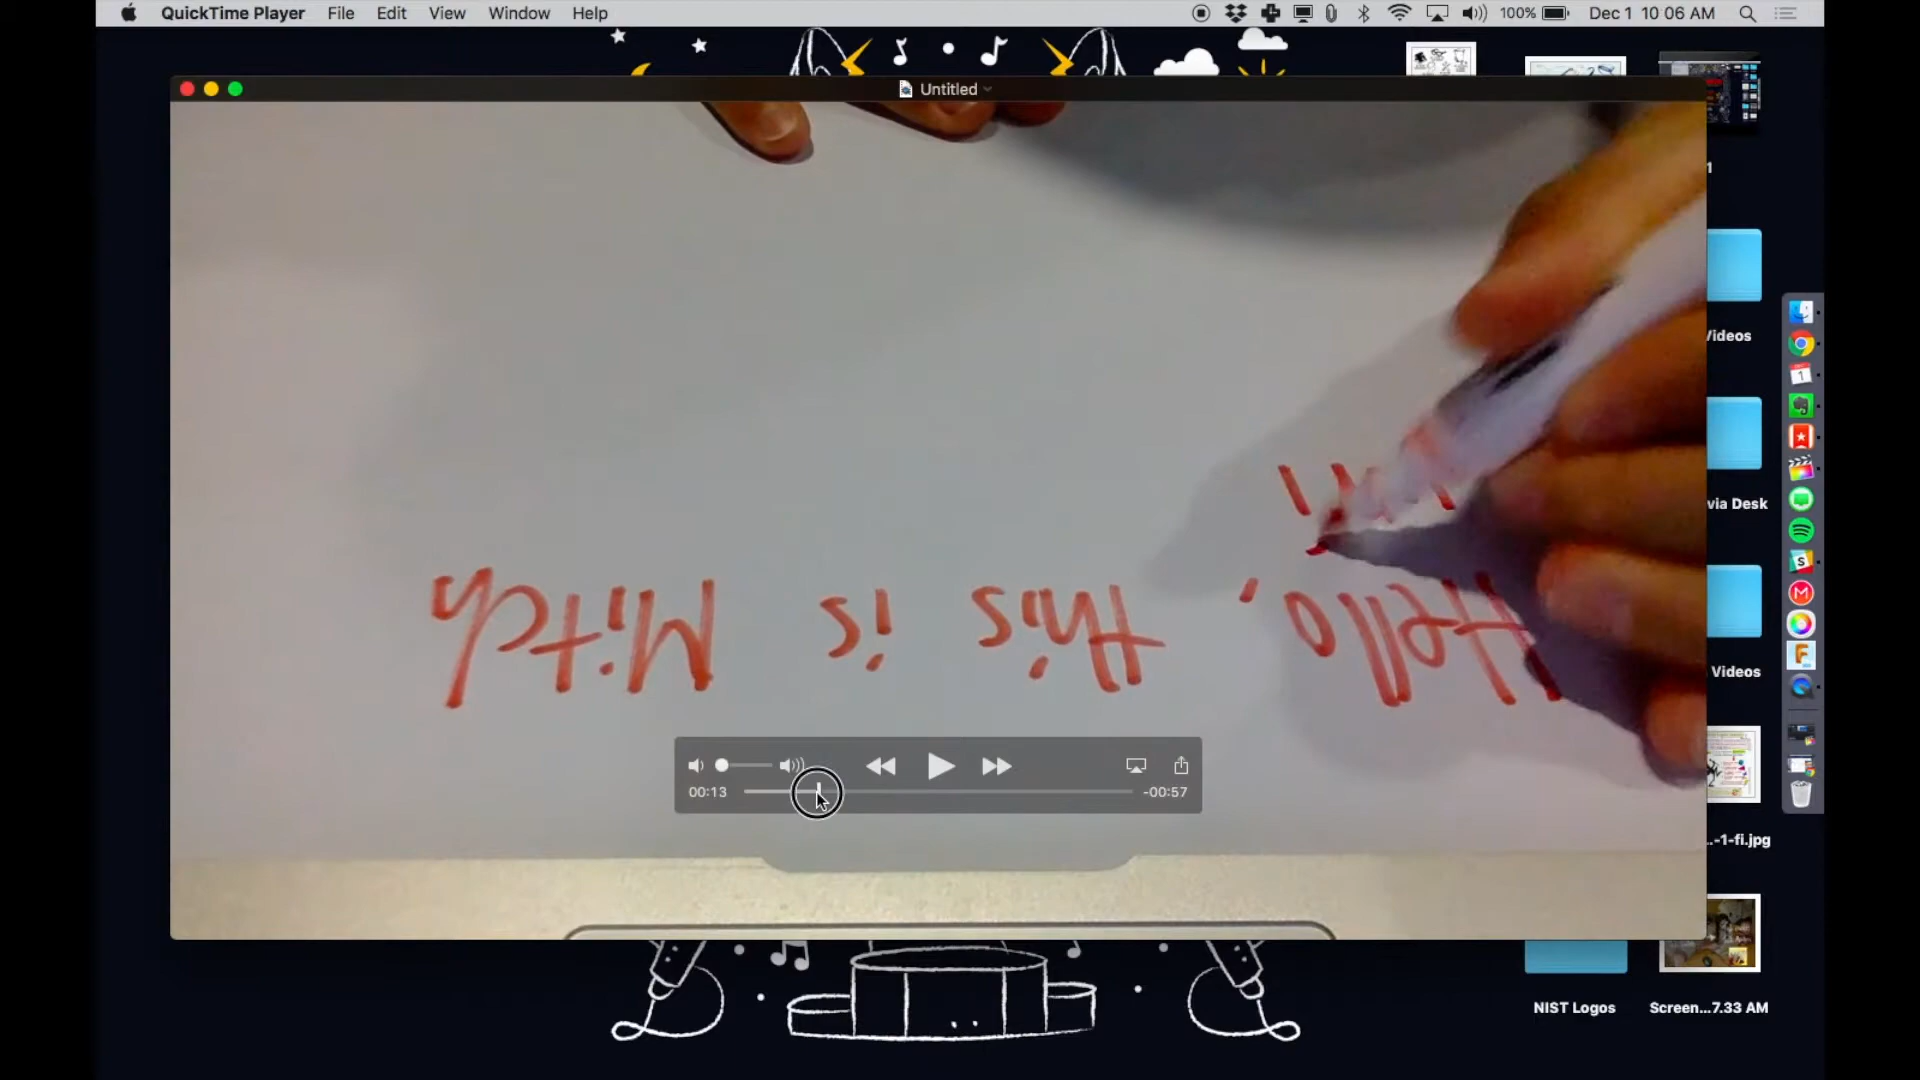 QuickTime Player File Edit View Window Help 100% Dec 1 10:06 AM
Untitled
1
Videos
via Desk
Hello, this is Mitch
00:13 -00:57
Videos
...-1-fi.jpg
NIST Logos
Screen...7.33 AM